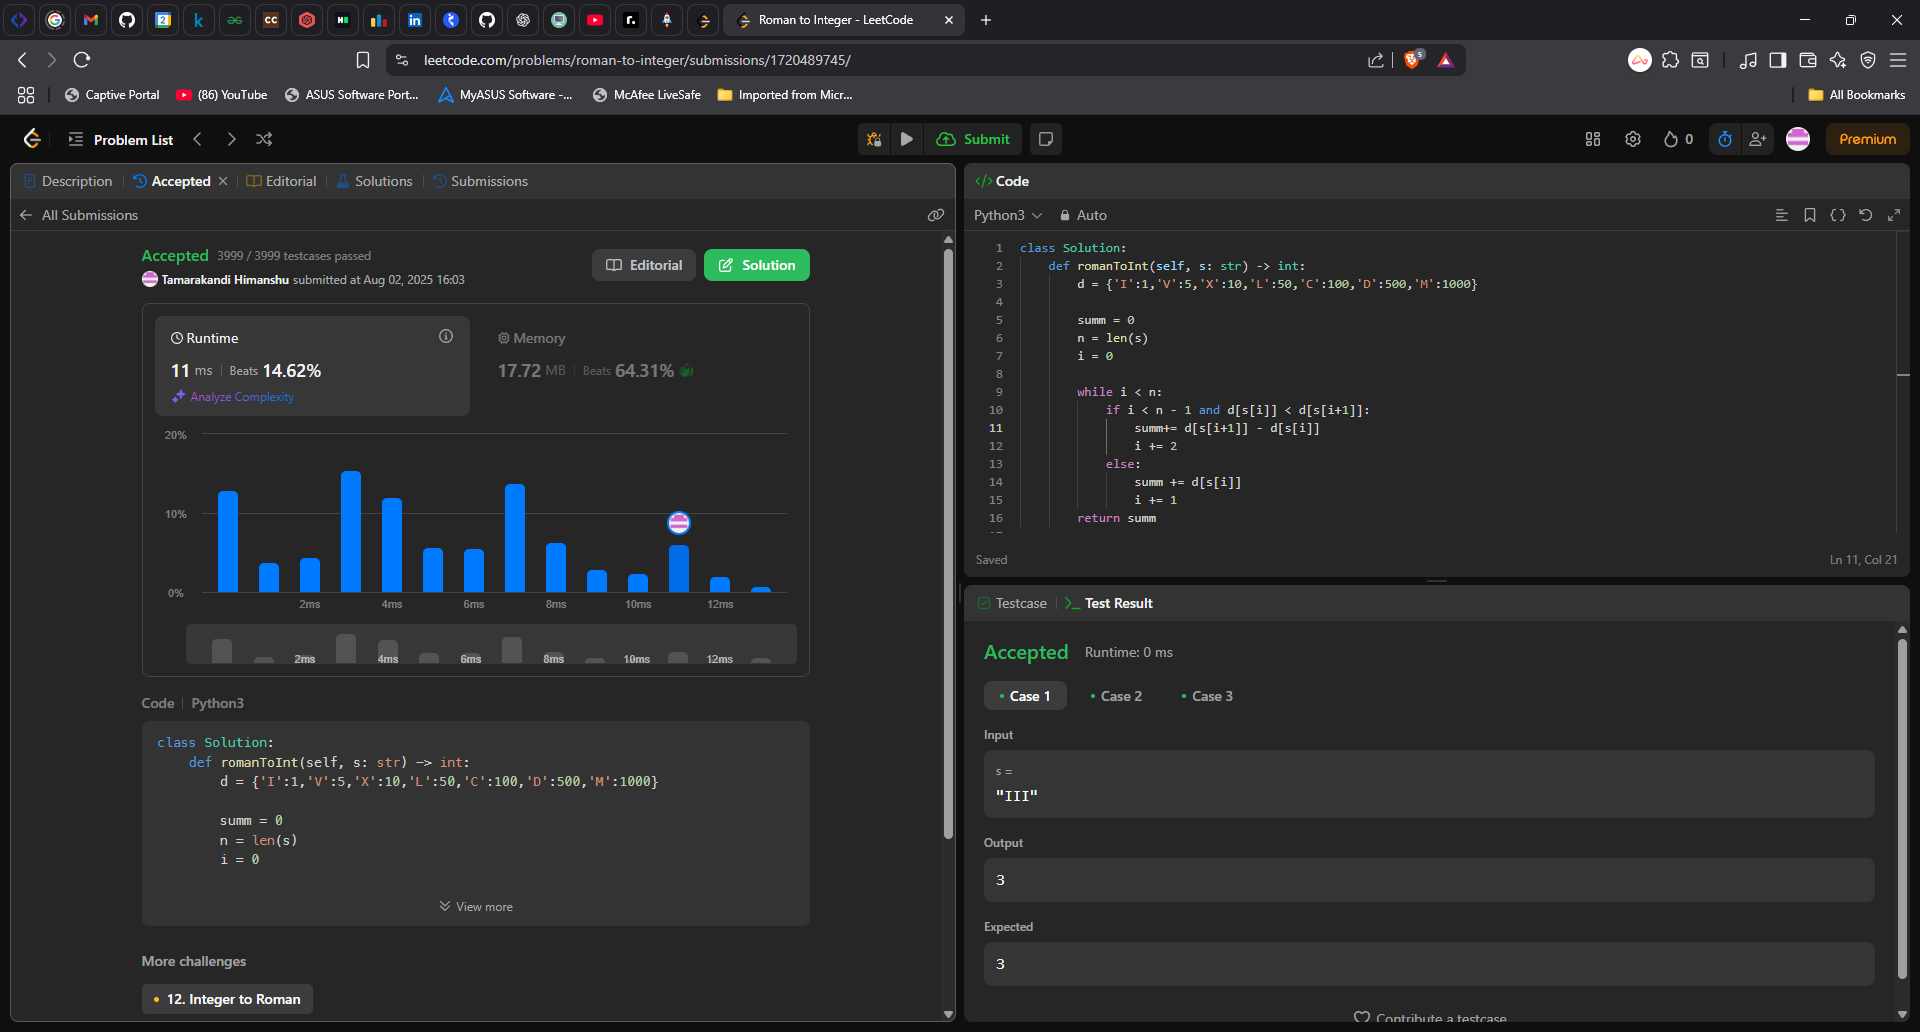 Roman to Integer - LeetCode
leetcode.com/problems/roman-to-integer/submissions/1720489745/
5
Captive Portal
(86) YouTube
ASUS Software Port...
MyASUS Software -...
McAfee LiveSafe
Imported from Micr...
All Bookmarks
Problem List
Submit
0
Premium
Description
Accepted
Editorial
Solutions
Submissions
All Submissions
Accepted 3999 / 3999 testcases passed
Tamarakandi Himanshu submitted at Aug 02, 2025 16:03
Editorial
Solution
Runtime
11 ms Beats 14.62%
Analyze Complexity
Memory
17.72 MB Beats 64.31%
20%
10%
0%
2ms 4ms 6ms 8ms 10ms 12ms
2ms 4ms 6ms 8ms 10ms 12ms
Code Python3
class Solution:
def romanToInt(self, s: str) -> int:
d = {'I':1,'V':5,'X':10,'L':50,'C':100,'D':500,'M':1000}
summ = 0
n = len(s)
i = 0
View more
More challenges
12. Integer to Roman
</> Code
Python3
Auto
1 class Solution:
2 def romanToInt(self, s: str) -> int:
3 d = {'I':1,'V':5,'X':10,'L':50,'C':100,'D':500,'M':1000}
4
5 summ = 0
6 n = len(s)
7 i = 0
8
9 while i < n:
10 if i < n - 1 and d[s[i]] < d[s[i+1]]:
11 summ+= d[s[i+1]] - d[s[i]]
12 i += 2
13 else:
14 summ += d[s[i]]
15 i += 1
16 return summ
Saved
Ln 11, Col 21
Testcase
Test Result
Accepted Runtime: 0 ms
Case 1
Case 2
Case 3
Input
s =
"III"
Output
3
Expected
3
Contribute a testcase